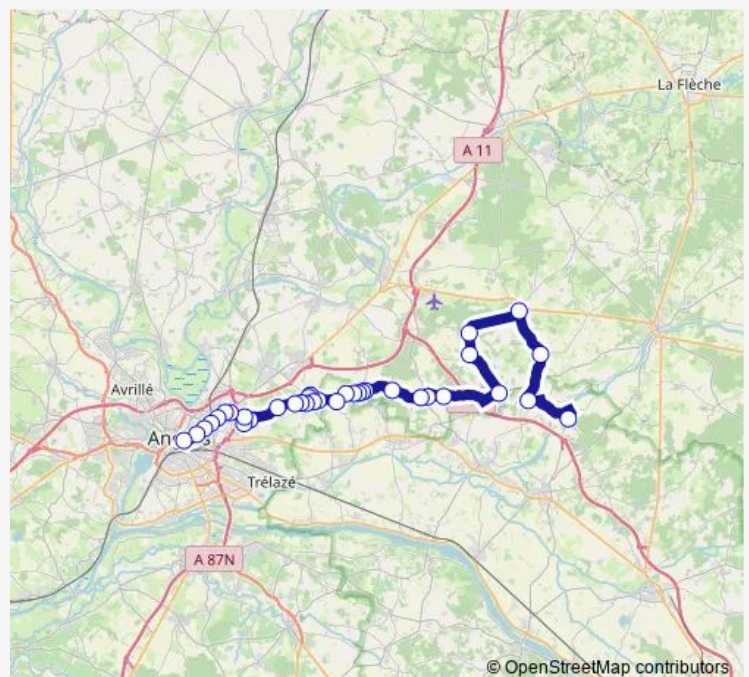 La Flèche
A 11
Avrillé
Trélazé
A 87N
© OpenStreetMap contributors